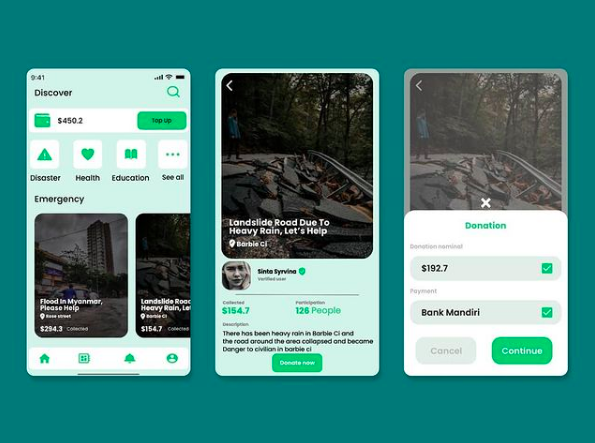 9:41
Discover
$450.2
Top Up
Disaster
Health
Education
See all
Emergency
Flood In Myanmar,
Please Help
Rose street
$294.3 Collected
Landslide Road
Heavy Rain, Let
$154.7 Collected
Landslide Road Due To
Heavy Rain, Let's Help
Barbie Ci
Sinta Syrvina
Verified user
Collected
$154.7
Participation
126 People
Description
There has been heavy rain in Barbie Ci and
the road around the area collapsed and became
Danger to civilian in barbie ci
Donate now
Donation
Donation nominal
$192.7
Payment
Bank Mandiri
Cancel
Continue